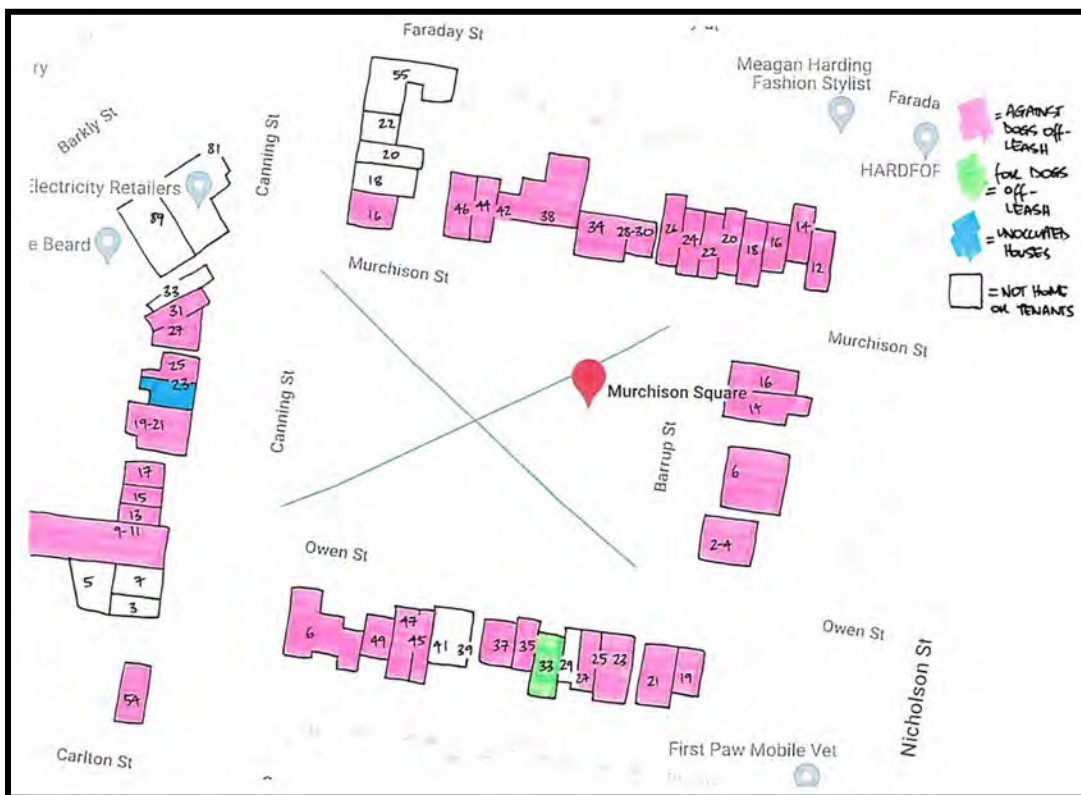 Faraday St
ry
Barkly St
Canning St
Meagan Harding
Fashion Stylist
Farada
HARDFOF
81
Electricity Retailers
89
e Beard
33
31
27
25
23
19-21
17
15
13
9-11
5
7
3
5A
Carlton St
55
22
20
18
16
Murchison St
46
44
42
38
34
28-30
26
24
22
20
18
16
14
12
Murchison St
Canning St
Murchison Square
Barrup St
16
14
6
2-4
Owen St
6
49
47
45
41
39
37
35
33
29
27
25
23
21
19
Owen St
Nicholson St
First Paw Mobile Vet
= AGAINST
DOGS OFF-
LEASH
= FOR DOGS
OFF-
LEASH
= UNOCCUPIED
HOUSES
= NOT HOME
OR TENANTS